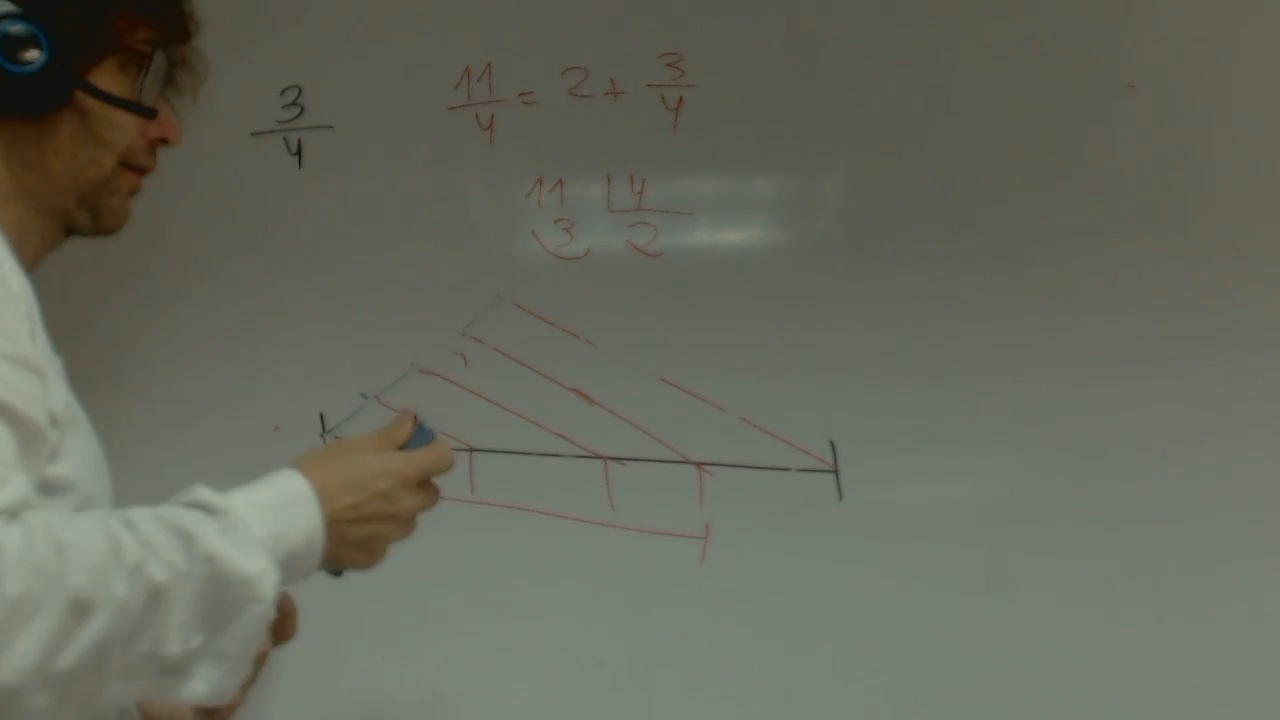 3/4
11/4 = 2 + 3/4
11 | 4
3 2